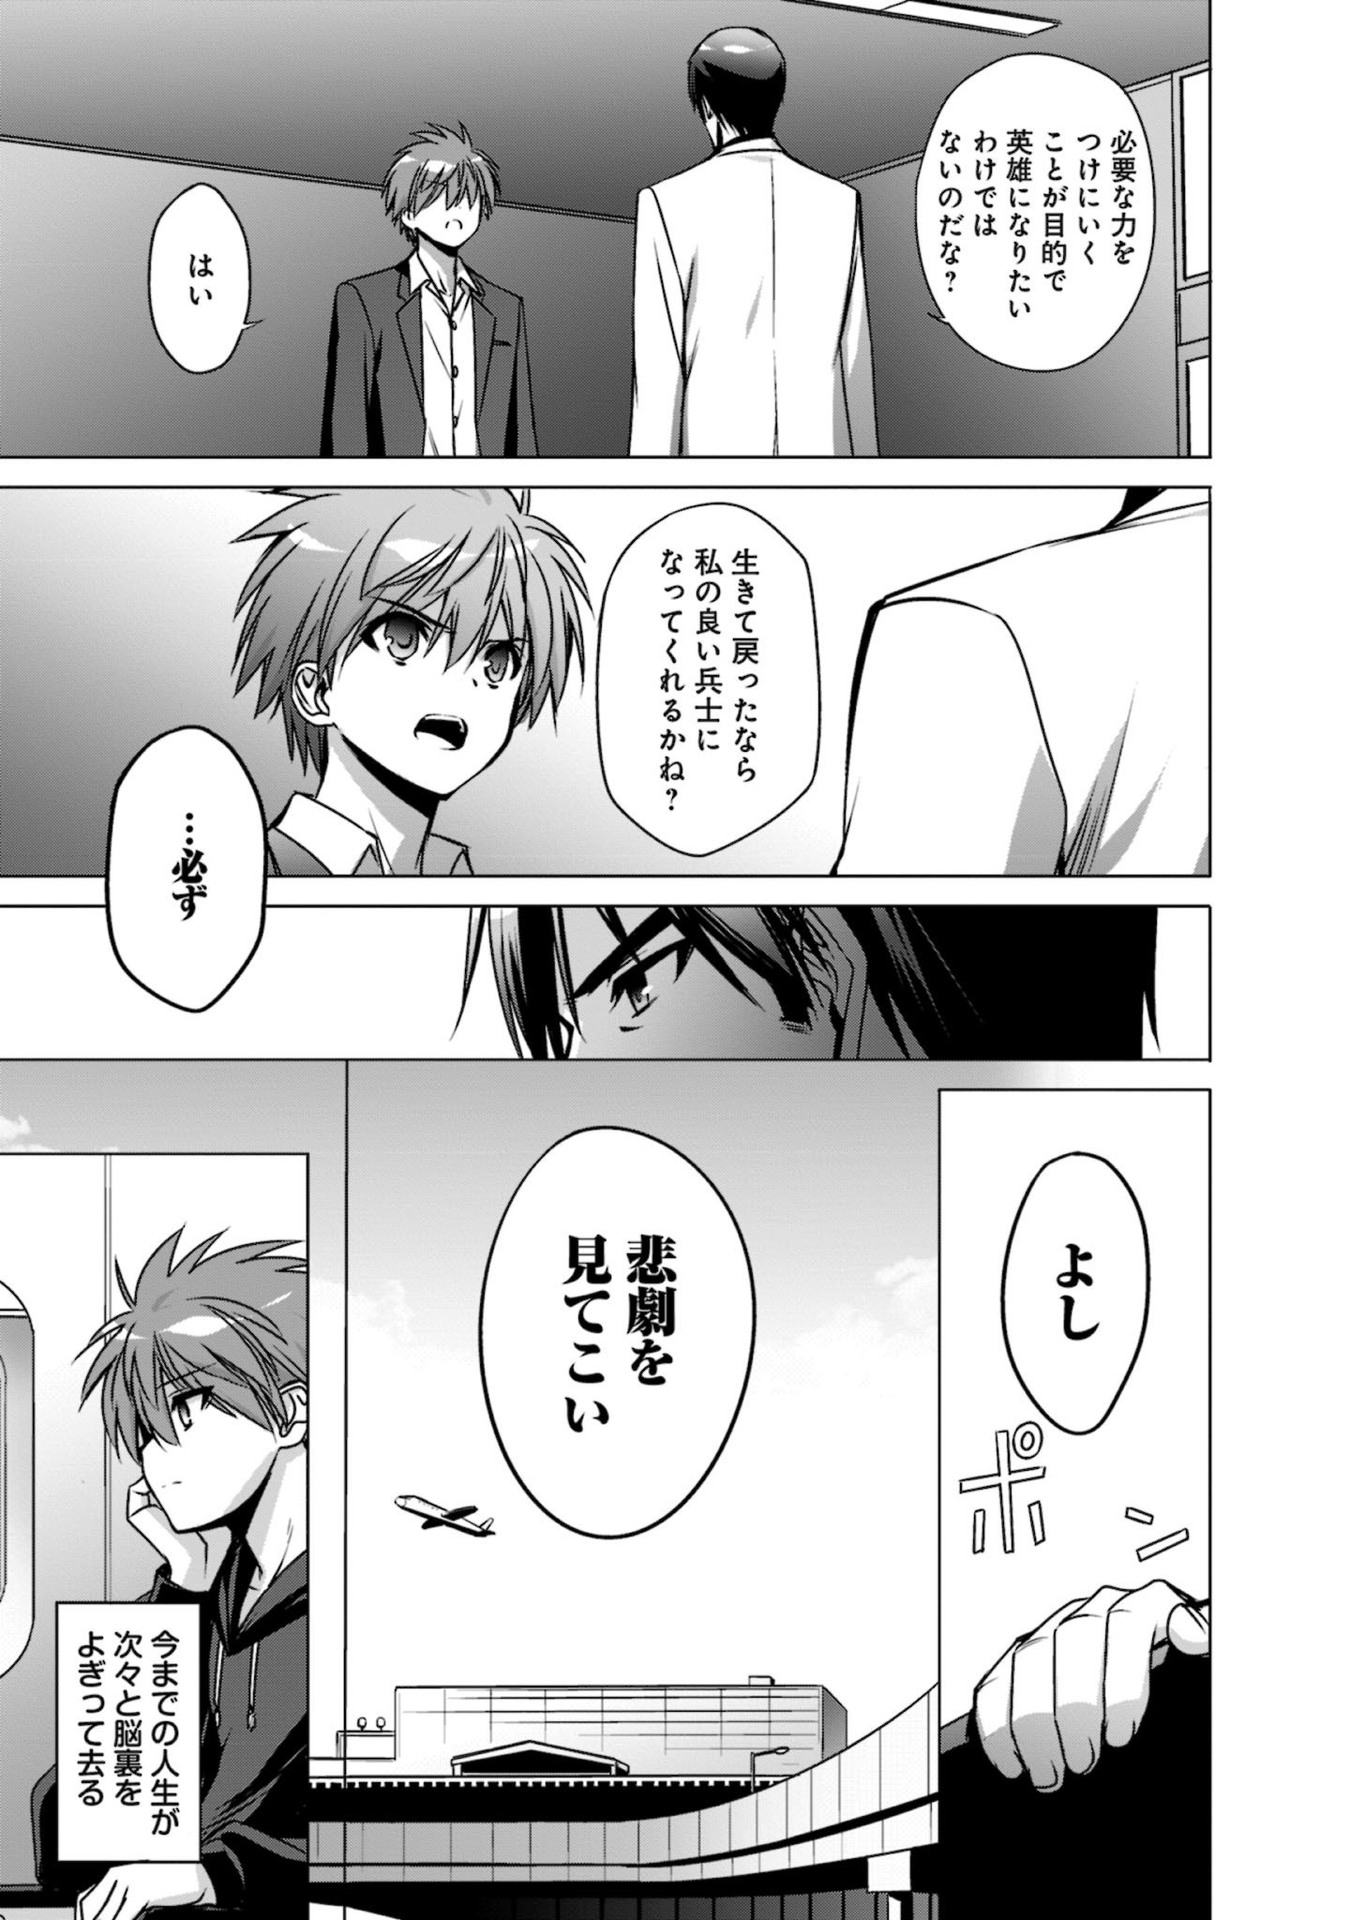 必要な力を
つけにいく
ことが目的で
英雄になりたい
わけでは
ないのだな？
はい
生きて戻ったなら
私の良い兵士に
なってくれるかね？
…必ず
よし
ポン
悲劇を
見てこい
今までの人生が
次々と脳裏を
よぎって去る